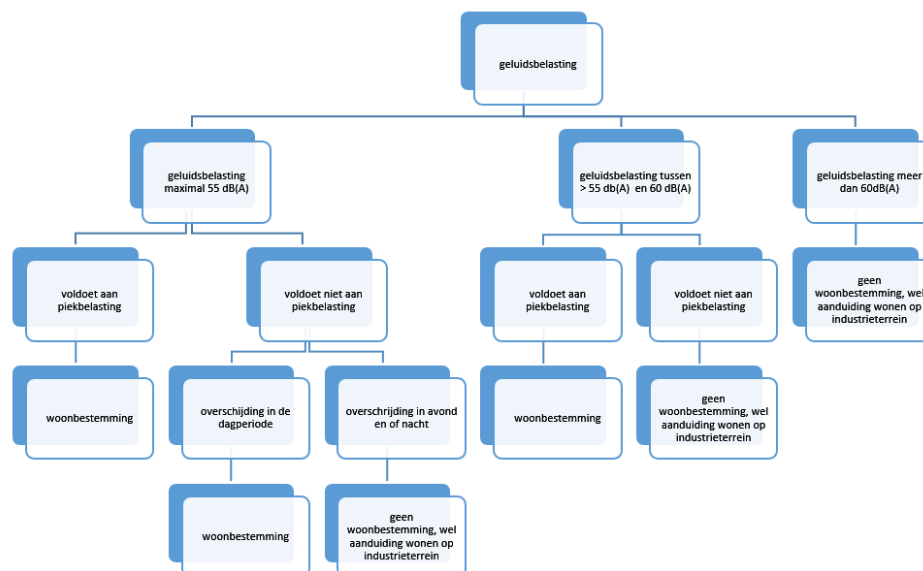 geluidsbelasting
geluidsbelasting
maximal 55 dB(A)
geluidsbelasting tussen
> 55 db(A) en 60 dB(A)
geluidsbelasting meer
dan 60dB(A)
voldoet aan
piekbelasting
voldoet niet aan
piekbelasting
voldoet aan
piekbelasting
voldoet niet aan
piekbelasting
geen
woonbestemming, wel
aanduiding wonen op
industrieterrein
woonbestemming
overschijding in de
dagperiode
overschrijding in avond
en of nacht
woonbestemming
geen
woonbestemming, wel
aanduiding wonen op
industrieterrein
woonbestemming
geen
woonbestemming, wel
aanduiding wonen op
industrieterrein